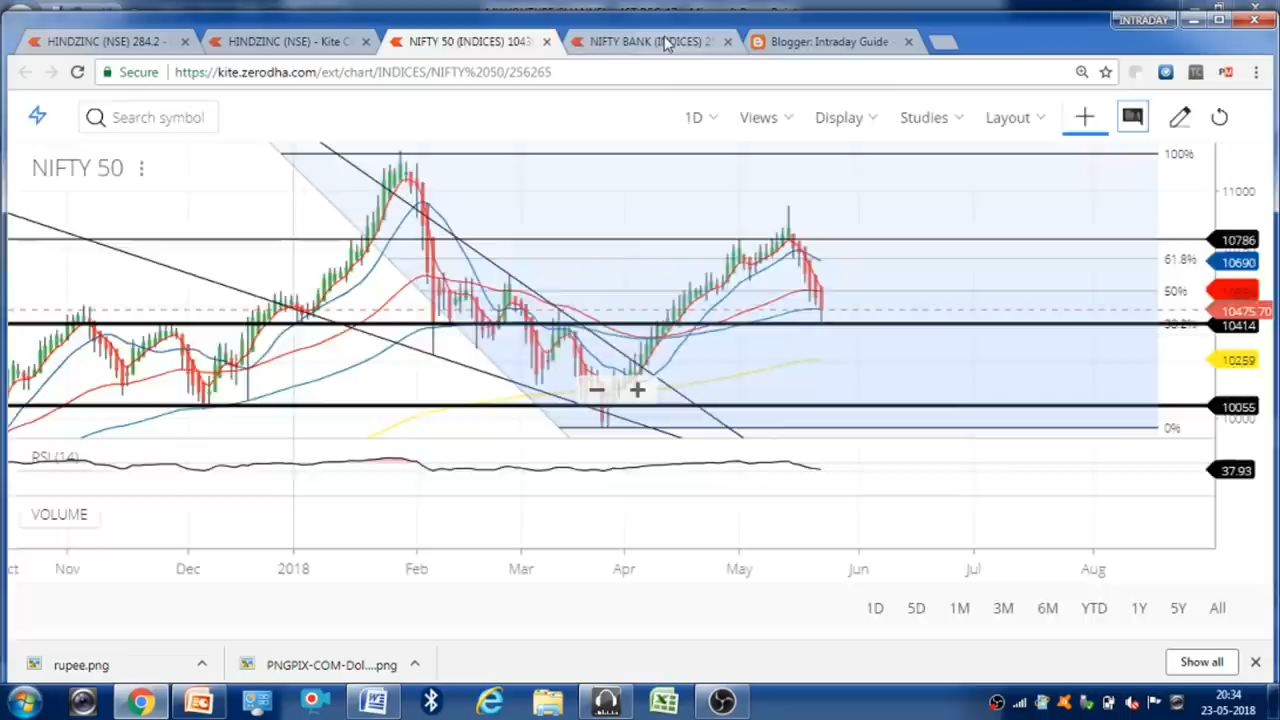 INTRADAY
HINDZINC (NSE) 284.2 -
HINDZINC (NSE) - Kite C
NIFTY 50 (INDICES) 1043
NIFTY BANK (INDICES) 2
Blogger: Intraday Guide -
Secure
https://kite.zerodha.com/ext/chart/INDICES/NIFTY%2050/256265
Search symbol
1D
Views
Display
Studies
Layout
NIFTY 50
100%
11000
10786
61.8%
10690
50%
10475.70
10414
10259
10055
10000
0%
RSI (14)
37.93
VOLUME
Nov
Dec
2018
Feb
Mar
Apr
May
Jun
Jul
Aug
1D 5D 1M 3M 6M YTD 1Y 5Y All
rupee.png
PNGPIX-COM-Dol....png
Show all
20:34
23-05-2018